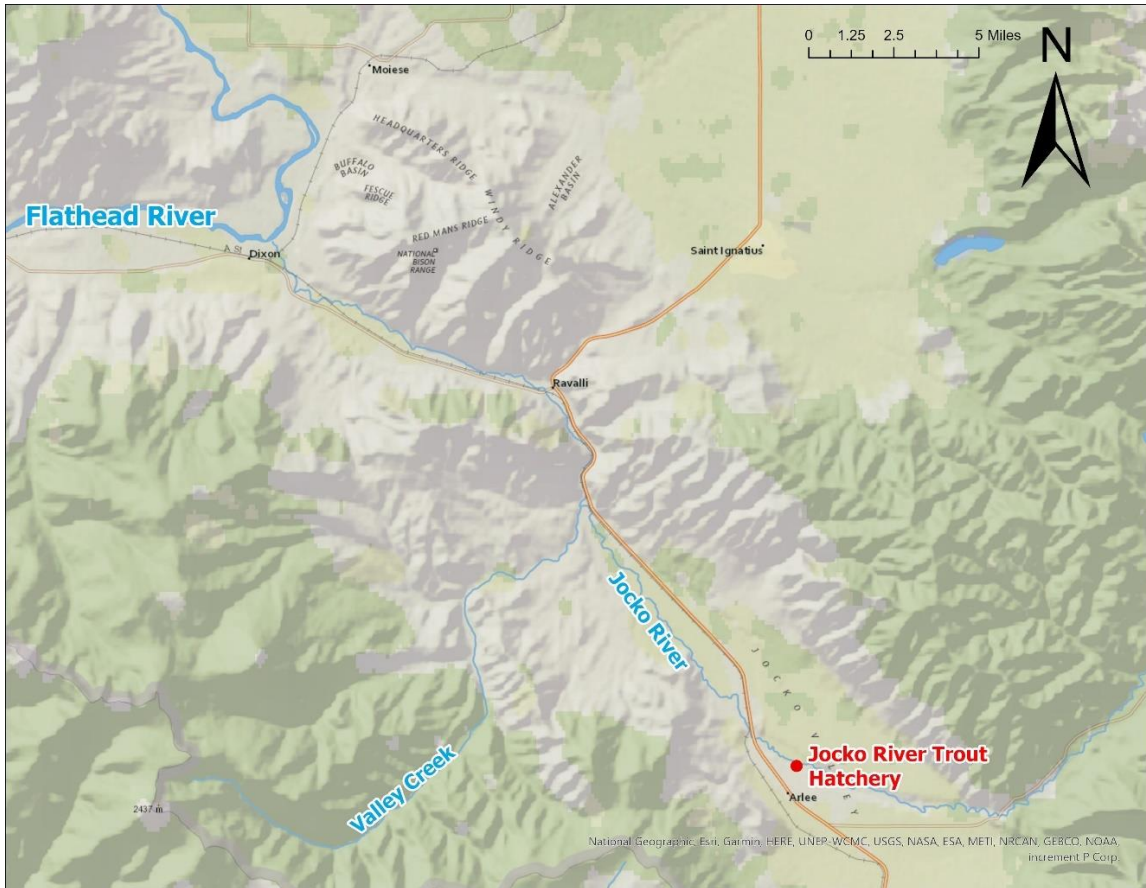 0 1.25 2.5 5 Miles
N
Moiese
HEADQUARTERS RIDGE
BUFFALO
BASIN
FESCUE
RIDGE
WINDY RIDGE
ALEXANDER
BASIN
Flathead River
RED MANS RIDGE
A St
Dixon
NATIONAL
BISON
RANGE
Saint Ignatius
Ravalli
Jocko River
JOCKO VALLEY
Valley Creek
Jocko River Trout
Hatchery
2437 m
Arlee
National Geographic, Esri, Garmin, HERE, UNEP-WCMC, USGS, NASA, ESA, METI, NRCAN, GEBCO, NOAA,
increment P Corp.